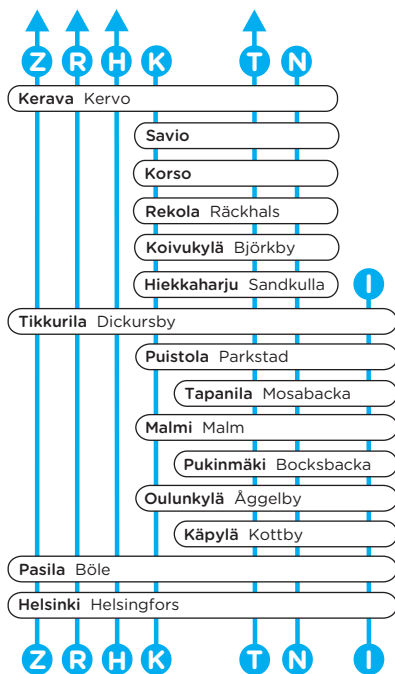 Z R H K T N
Kerava Kervo
Savio
Korso
Rekola Räckhals
Koivukylä Björkby
Hiekkaharju Sandkulla
I
Tikkurila Dickursby
Puistola Parkstad
Tapanila Mosabacka
Malmi Malm
Pukinmäki Bocksbacka
Oulunkylä Åggelby
Käpylä Kottby
Pasila Böle
Helsinki Helsingfors
Z R H K T N I